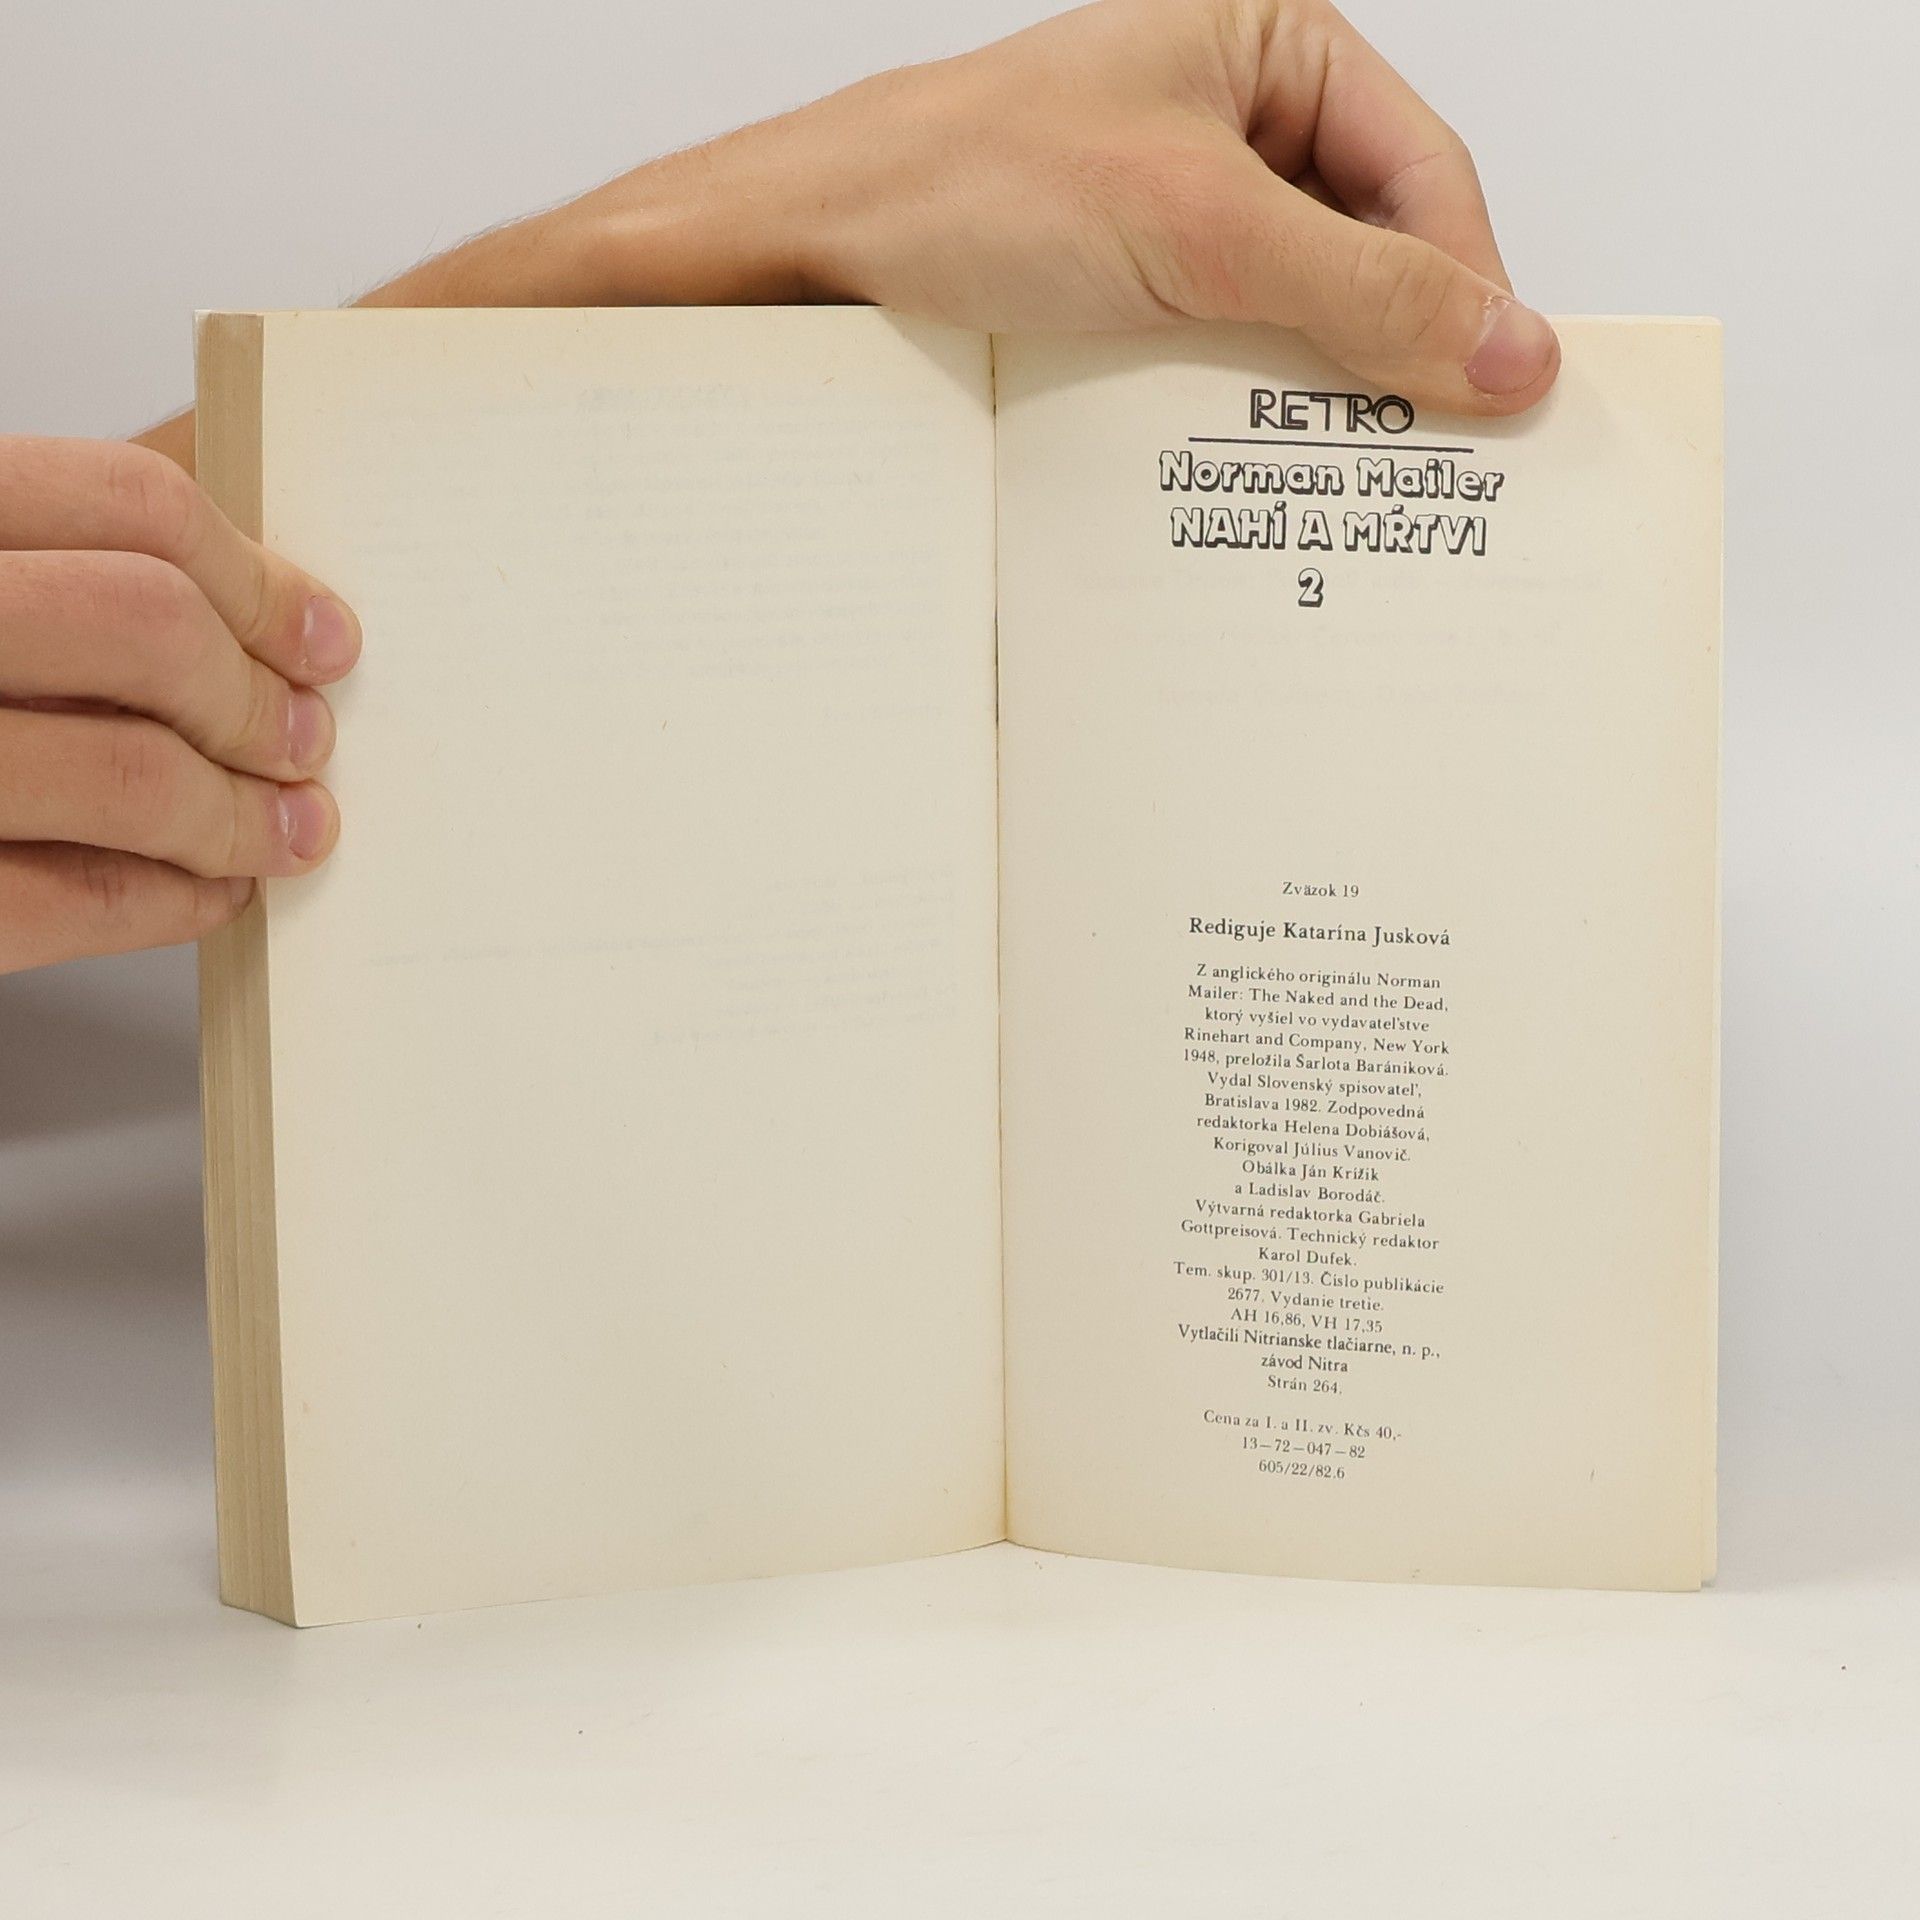 RETRO
Norman Mailer
NAHÍ A MŔTVI
2
Zväzok 19
Rediguje Katarína Jusková
Z anglického originálu Norman
Mailer: The Naked and the Dead,
ktorý vyšiel vo vydavateľstve
Rinehart and Company, New York
1948, preložila Šarlota Barániková.
Vydal Slovenský spisovateľ,
Bratislava 1982. Zodpovedná
redaktorka Helena Dobiášová,
Korigoval Július Vanovič.
Obálka Ján Krížik
a Ladislav Borodáč.
Výtvarná redaktorka Gabriela
Gottpreisová. Technický redaktor
Karol Dufek.
Tem. skup. 301/13. Číslo publikácie
2677. Vydanie tretie.
AH 16,86, VH 17,35
Vytlačili Nitrianske tlačiarne, n. p.,
závod Nitra
Strán 264.
Cena za I. a II. zv. Kčs 40,-
13—72—047—82
605/22/82.6